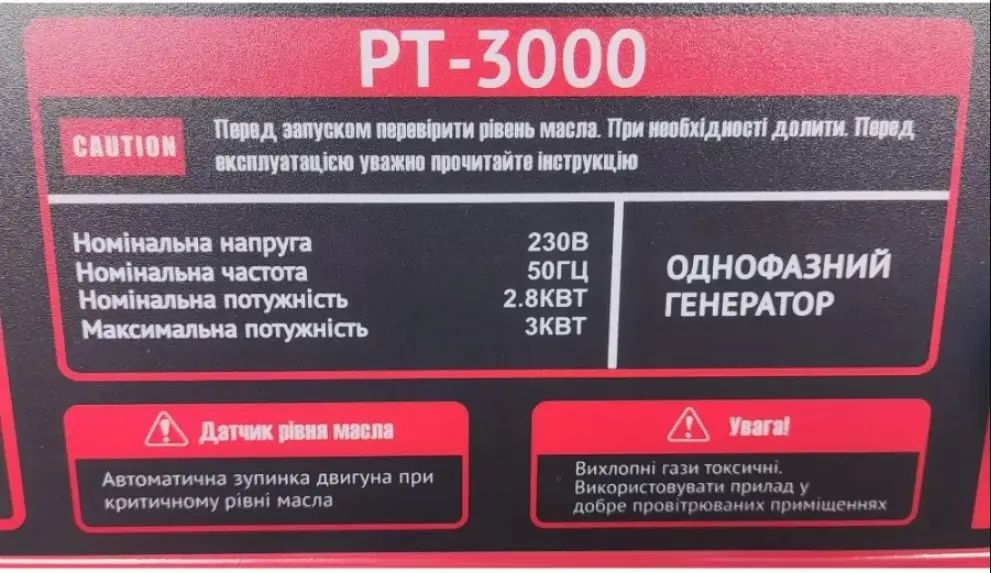 PT-3000
CAUTION
Перед запуском перевірити рівень масла. При необхідності долити. Перед
експлуатацією уважно прочитайте інструкцію
Номінальна напруга 230В
Номінальна частота 50ГЦ
Номінальна потужність 2.8КВТ
Максимальна потужність 3КВТ
ОДНОФАЗНИЙ
ГЕНЕРАТОР
Датчик рівня масла
Автоматична зупинка двигуна при
критичному рівні масла
Увага!
Вихлопні гази токсичні.
Використовувати прилад у
добре провітрюваних приміщеннях